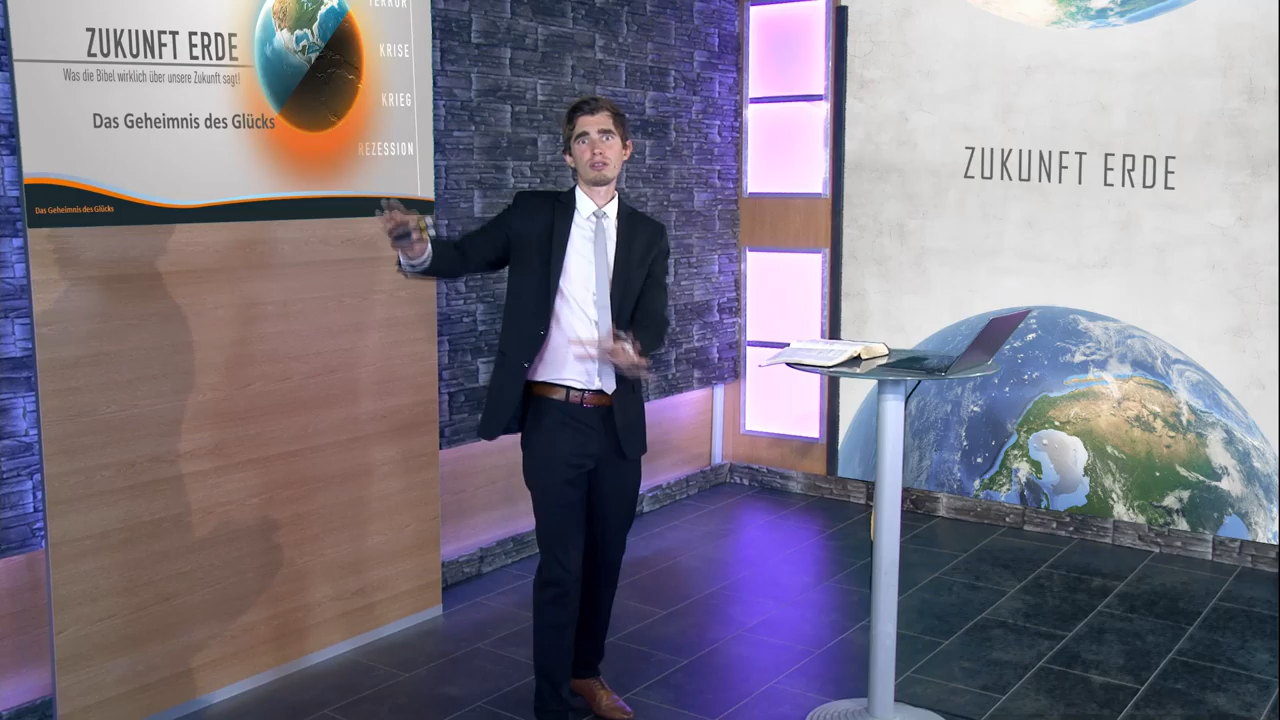 TERROR
ZUKUNFT ERDE
Was die Bibel wirklich über unsere Zukunft sagt!
KRISE
KRIEG
Das Geheimnis des Glücks
REZESSION
Das Geheimnis des Glücks
ZUKUNFT ERDE